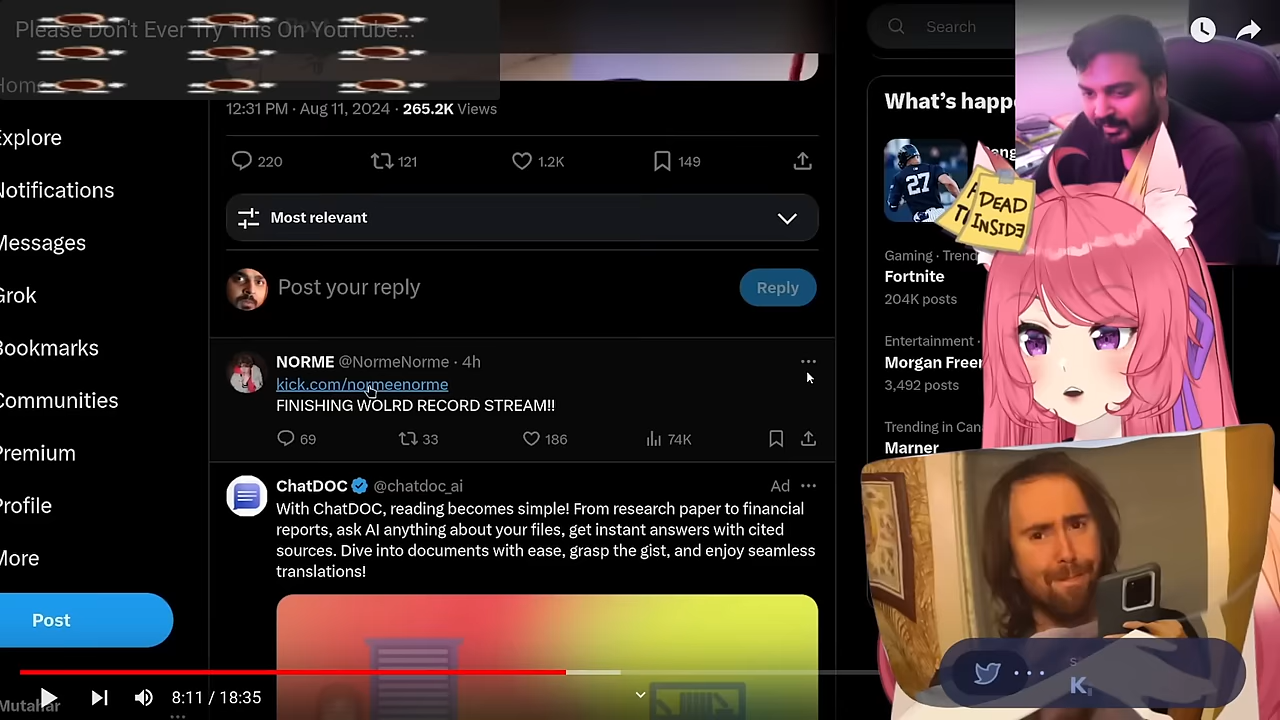 Please Don't Ever Try This On YouTube...
Home
Explore
Notifications
Messages
Grok
Bookmarks
Communities
Premium
Profile
More
Post
Mutahar
12:31 PM · Aug 11, 2024 · 265.2K Views
220 121 1.2K 149
Most relevant
Post your reply
Reply
NORME @NormeNorme · 4h
kick.com/normeenorme
FINISHING WOLRD RECORD STREAM!!
69 33 186 74K
ChatDOC @chatdoc_ai Ad
With ChatDOC, reading becomes simple! From research paper to financial
reports, ask AI anything about your files, get instant answers with cited
sources. Dive into documents with ease, grasp the gist, and enjoy seamless
translations!
8:11 / 18:35
Search
What's happ
27
Gaming · Trend
Fortnite
204K posts
Entertainment ·
Morgan Freer
3,492 posts
Trending in Can
Marner
DEAD
INSIDE
K